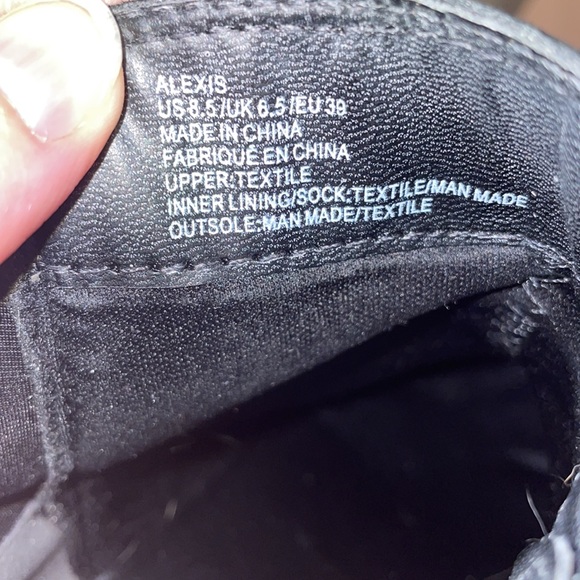 ALEXIS
US 8.5/UK 6.5/EU 39
MADE IN CHINA
FABRIQUÉ EN CHINA
UPPER:TEXTILE
INNER LINING/SOCK:TEXTILE/MAN MADE
OUTSOLE:MAN MADE/TEXTILE